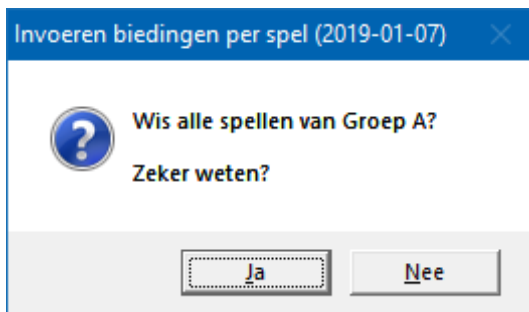 Invoeren biedingen per spel (2019-01-07)
Wis alle spellen van Groep A?
Zeker weten?
Ja
Nee